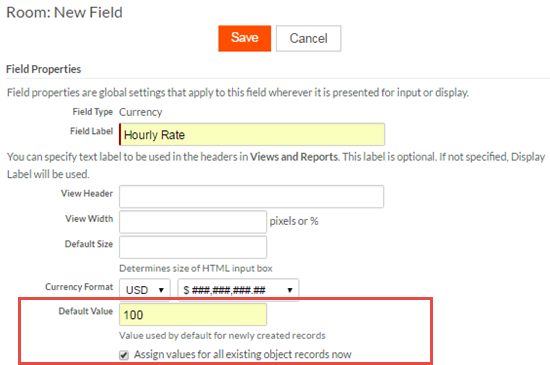 Room: New Field
Save Cancel
Field Properties
Field properties are global settings that apply to this field wherever it is presented for input or display.
Field Type Currency
Field Label Hourly Rate
You can specify text label to be used in the headers in Views and Reports. This label is optional. If not specified, Display
Label will be used.
View Header
View Width pixels or %
Default Size
Determines size of HTML input box
Currency Format USD $ ###,###,###.##
Default Value 100
Value used by default for newly created records
Assign values for all existing object records now